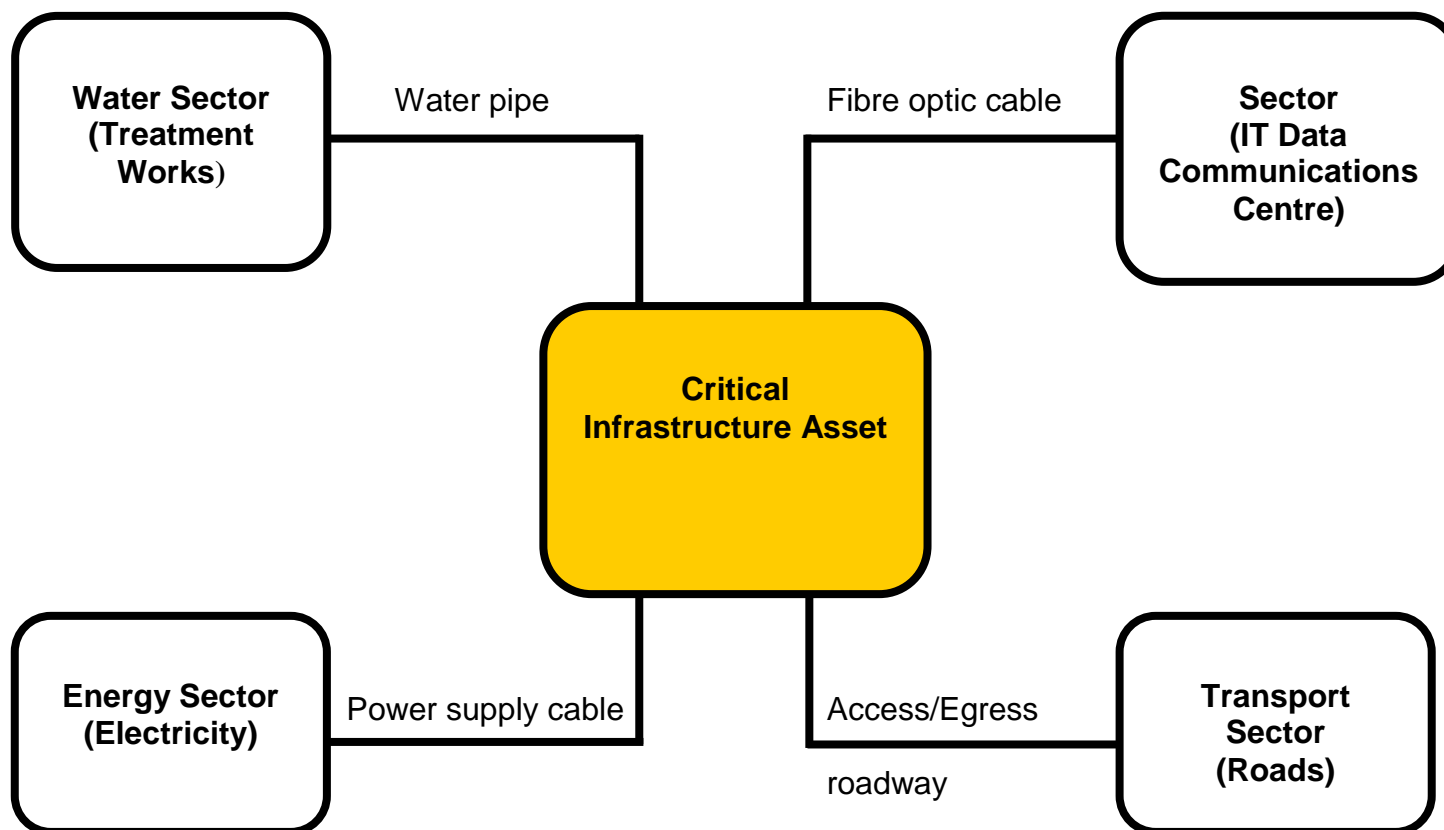 Water Sector
(Treatment
Works)
Water pipe
Fibre optic cable
Sector
(IT Data
Communications
Centre)
Critical
Infrastructure Asset
Energy Sector
(Electricity)
Power supply cable
Access/Egress
roadway
Transport
Sector
(Roads)